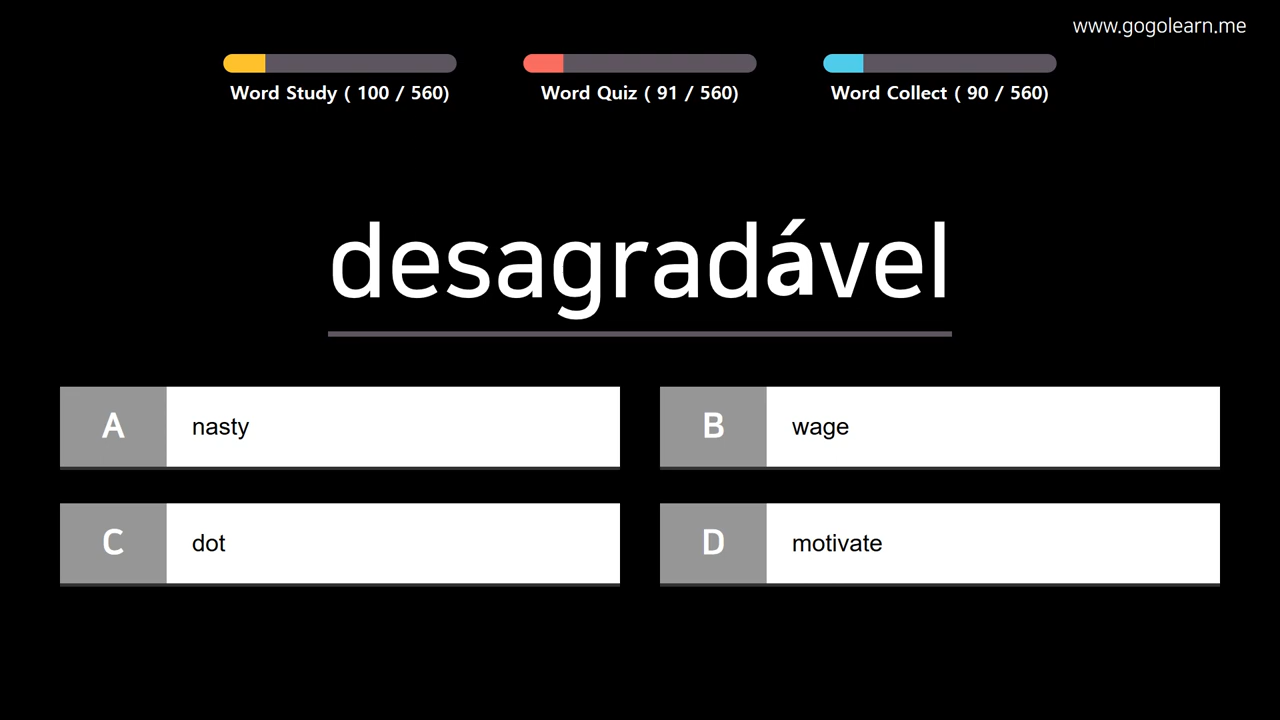 www.gogolearn.me
Word Study ( 100 / 560)
Word Quiz ( 91 / 560)
Word Collect ( 90 / 560)
desagradável
A nasty
B wage
C dot
D motivate